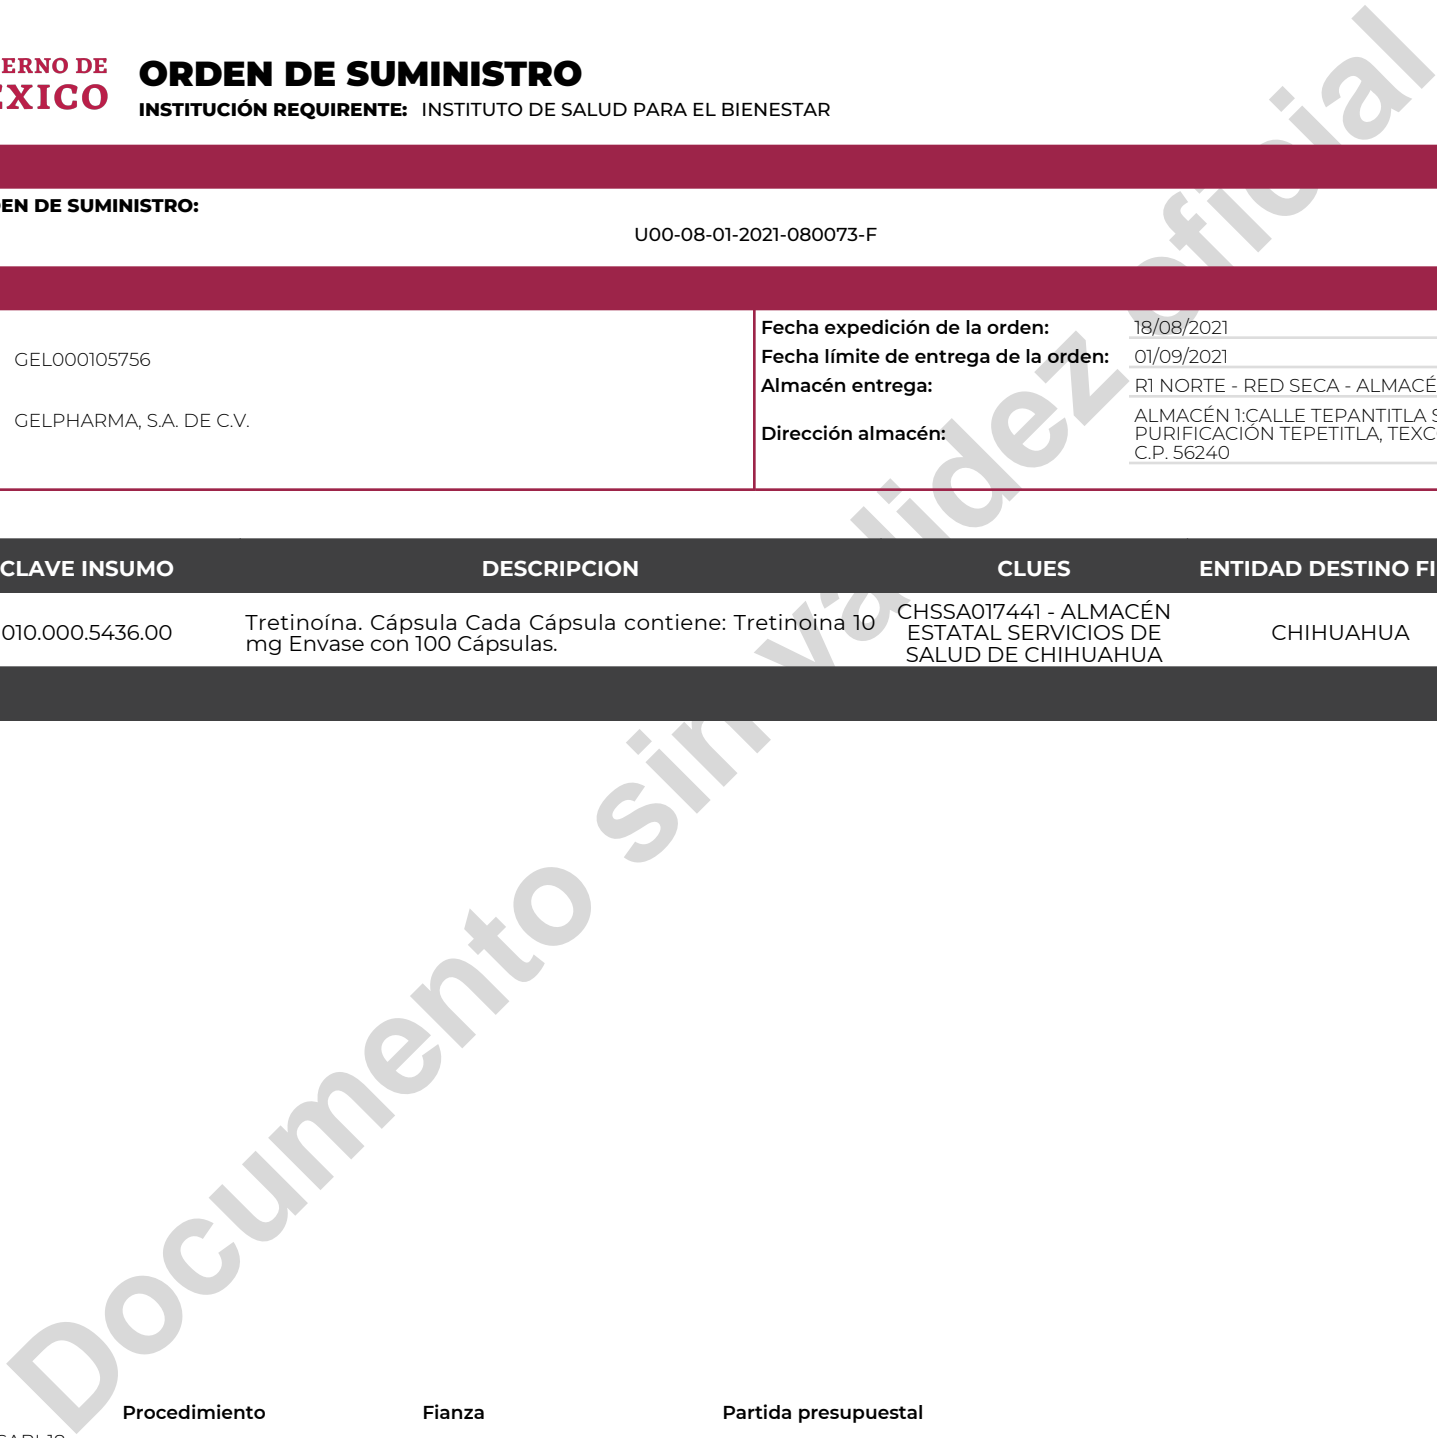 ERNO DE
EXICO
ORDEN DE SUMINISTRO
INSTITUCIÓN REQUIRENTE: INSTITUTO DE SALUD PARA EL BIENESTAR
EN DE SUMINISTRO:
U00-08-01-2021-080073-F
GEL000105756
GELPHARMA, S.A. DE C.V.
Fecha expedición de la orden: 18/08/2021
Fecha límite de entrega de la orden: 01/09/2021
Almacén entrega: R1 NORTE - RED SECA - ALMACÉ
Dirección almacén:
ALMACÉN 1:CALLE TEPANTITLA S
PURIFICACIÓN TEPETITLA, TEXC
C.P. 56240
CLAVE INSUMO DESCRIPCION CLUES ENTIDAD DESTINO FI
010.000.5436.00
Tretinoína. Cápsula Cada Cápsula contiene: Tretinoina 10
mg Envase con 100 Cápsulas.
CHSSA017441 - ALMACÉN
ESTATAL SERVICIOS DE
SALUD DE CHIHUAHUA
CHIHUAHUA
Documento sin validez oficial
Procedimiento Fianza Partida presupuestal